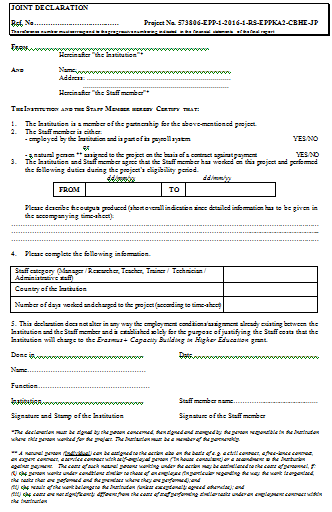 JOINT DECLARATION
Ref. No.............................. Project No. 573806-EPP-1-2016-1-RS-EPPKA2-CBHE-JP
The reference number must correspond to the progressive numbering indicated in the financial statements of the final report
FROM ..............................
Hereinafter "the Institution"*
AND Name: ..............................
Address: ..............................
Hereinafter "the Staff member"
THE INSTITUTION AND THE STAFF MEMBER HEREBY CERTIFY THAT:
1. The Institution is a member of the partnership for the above-mentioned project.
2. The Staff member is either:
- employed by the Institution and is part of its payroll system YES/NO
or
- a natural person ** assigned to the project on the basis of a contract against payment YES/NO
3. The Institution and Staff member agree that the Staff member has worked on this project and performed
the following duties during the project's eligibility period.
dd/mm/yy dd/mm/yy
FROM TO
Please describe the outputs produced (short overall indication since detailed information has to be given in
the accompanying time-sheet):
4. Please complete the following information.
Staff category (Manager / Researcher, Teacher, Trainer / Technician /
Administrative staff)
Country of the Institution
Number of days worked and charged to the project (according to time-sheet)
5. This declaration does not alter in any way the employment conditions/assignment already existing between the
Institution and the Staff member and is established solely for the purpose of justifying the Staff costs that the
Institution will charge to the Erasmus+ Capacity Building in Higher Education grant.
Done in.............................. Date..............................
Name..............................
Function..............................
Institution.............................. Staff member name..............................
Signature and Stamp of the Institution Signature of the Staff member
*The declaration must be signed by the person concerned, then signed and stamped by the person responsible in the Institution
where this person worked for the project. The Institution must be a member of the partnership.
** A natural person (individual) can be assigned to the action also on the basis of e.g. a civil contract, a free-lance contract,
an expert contract, a service contract with self-employed person ("in house consultant) or a secondment to the Institution
against payment. The costs of such natural persons working under the action may be assimilated to the costs of personnel, if
(i) the person works under conditions similar to those of an employee (in particular regarding the way the work is organised,
the tasks that are performed and the premises where they are performed); and
(ii) the result of the work belongs to the Institution (unless exceptionally agreed otherwise); and
(iii) the costs are not significantly different from the costs of staff performing similar tasks under an employment contract within
the Institution